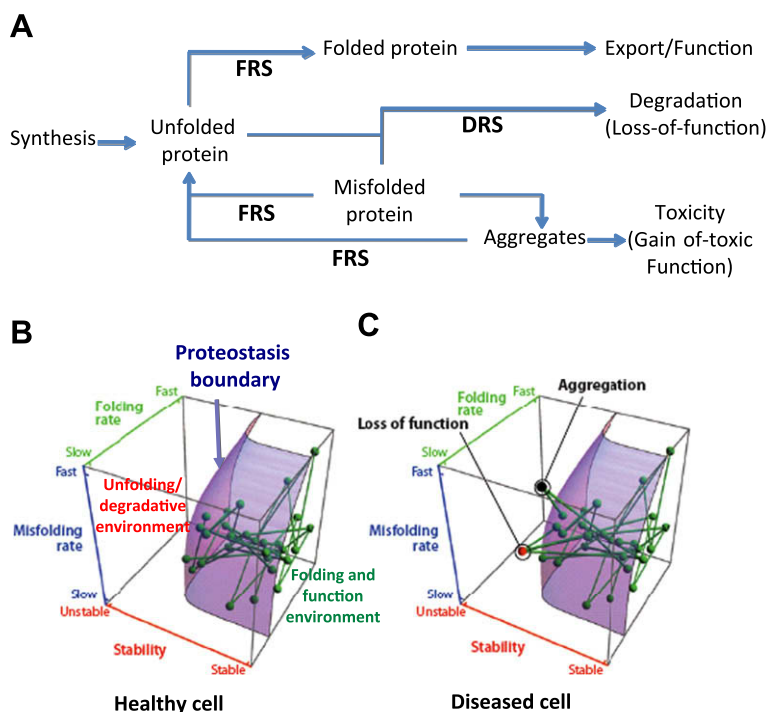 A
Folded protein
Export/Function
FRS
Synthesis
Unfolded
protein
DRS
Degradation
(Loss-of-function)
Misfolded
protein
FRS
Aggregates
Toxicity
(Gain of-toxic
Function)
FRS
B
Proteostasis
boundary
Fast
Folding
rate
Slow
Fast
Unfolding/
degradative
environment
Misfolding
rate
Folding and
function
environment
Slow
Unstable
Stability
Stable
Healthy cell
C
Aggregation
Fast
Folding
rate
Loss of function
Slow
Fast
Misfolding
rate
Slow
Unstable
Stability
Stable
Diseased cell